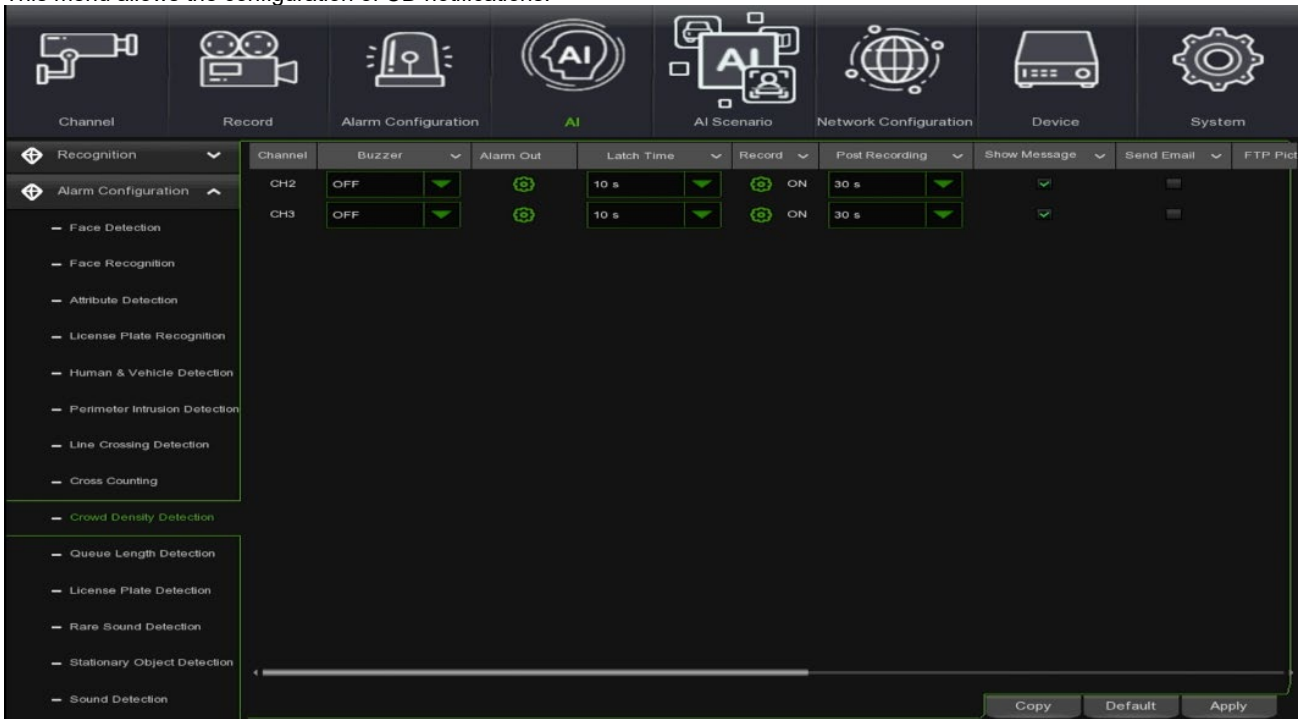 Channel Record Alarm Configuration AI AI Scenario Network Configuration Device System
Recognition
Channel Buzzer Alarm Out Latch Time Record Post Recording Show Message Send Email FTP Pict
Alarm Configuration
CH2 OFF 10 s ON 30 s
CH3 OFF 10 s ON 30 s
Face Detection
Face Recognition
Attribute Detection
License Plate Recognition
Human & Vehicle Detection
Perimeter Intrusion Detection
Line Crossing Detection
Cross Counting
Crowd Density Detection
Queue Length Detection
License Plate Detection
Rare Sound Detection
Stationary Object Detection
Sound Detection
Copy Default Apply